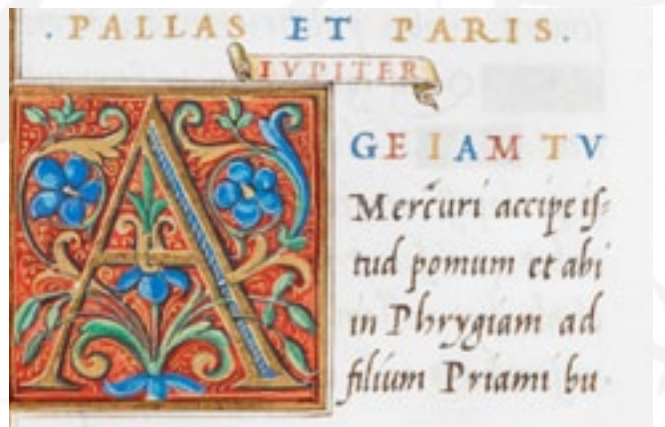 . PALLAS ET PARIS .
IVPITER
AGE IAM TV
Mercuri accipe is-
tud pomum et abi
in Phrygiam ad
filium Priami bu